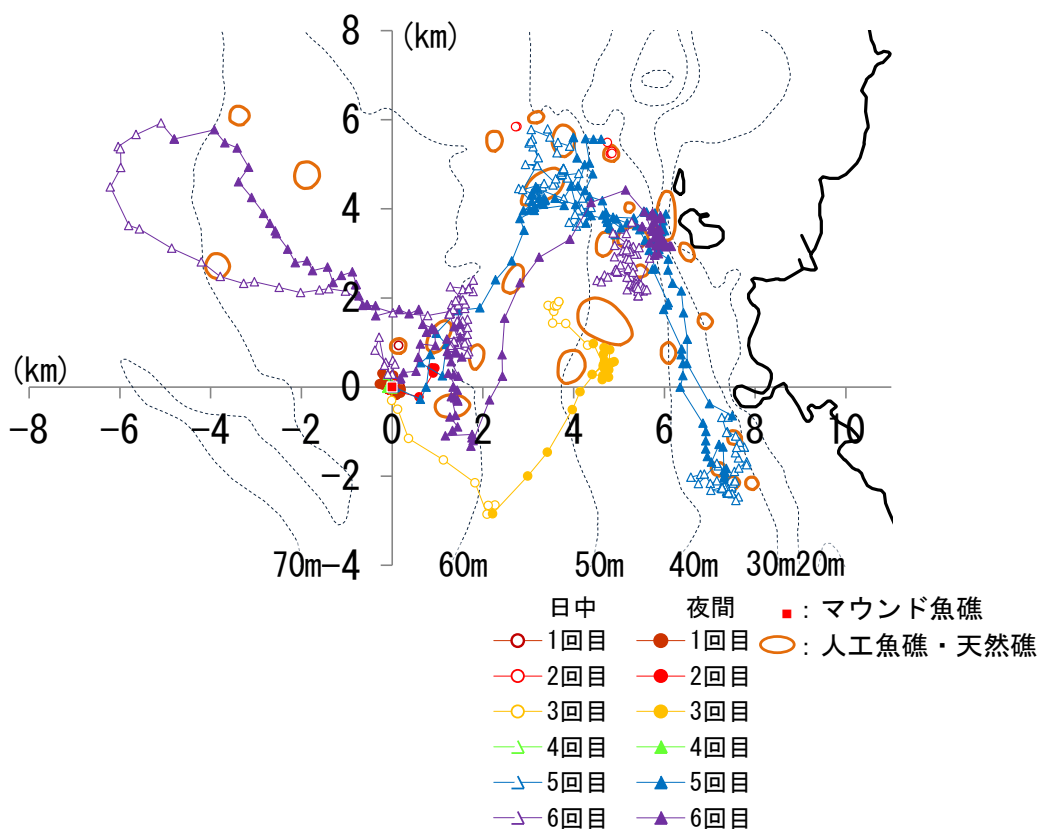 8 (km)
6
4
2
(km) 0
-8 -6 -4 -2 0 2 4 6 8 10
-2
-4
70m 60m 50m 40m 30m 20m
日中 夜間 : マウンド魚礁
1回目 1回目 : 人工魚礁・天然礁
2回目 2回目
3回目 3回目
4回目 4回目
5回目 5回目
6回目 6回目